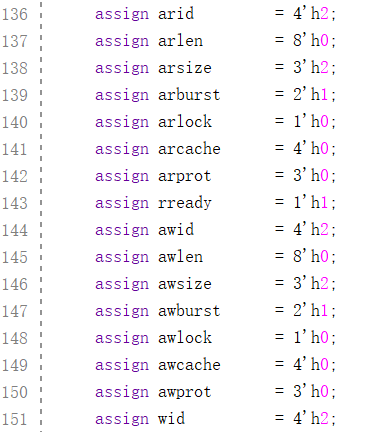 136 assign arid = 4'h2;
137 assign arlen = 8'h0;
138 assign arsize = 3'h2;
139 assign arburst = 2'h1;
140 assign arlock = 1'h0;
141 assign arcache = 4'h0;
142 assign arprot = 3'h0;
143 assign rready = 1'h1;
144 assign awid = 4'h2;
145 assign awlen = 8'h0;
146 assign awsize = 3'h2;
147 assign awburst = 2'h1;
148 assign awlock = 1'h0;
149 assign awcache = 4'h0;
150 assign awprot = 3'h0;
151 assign wid = 4'h2;